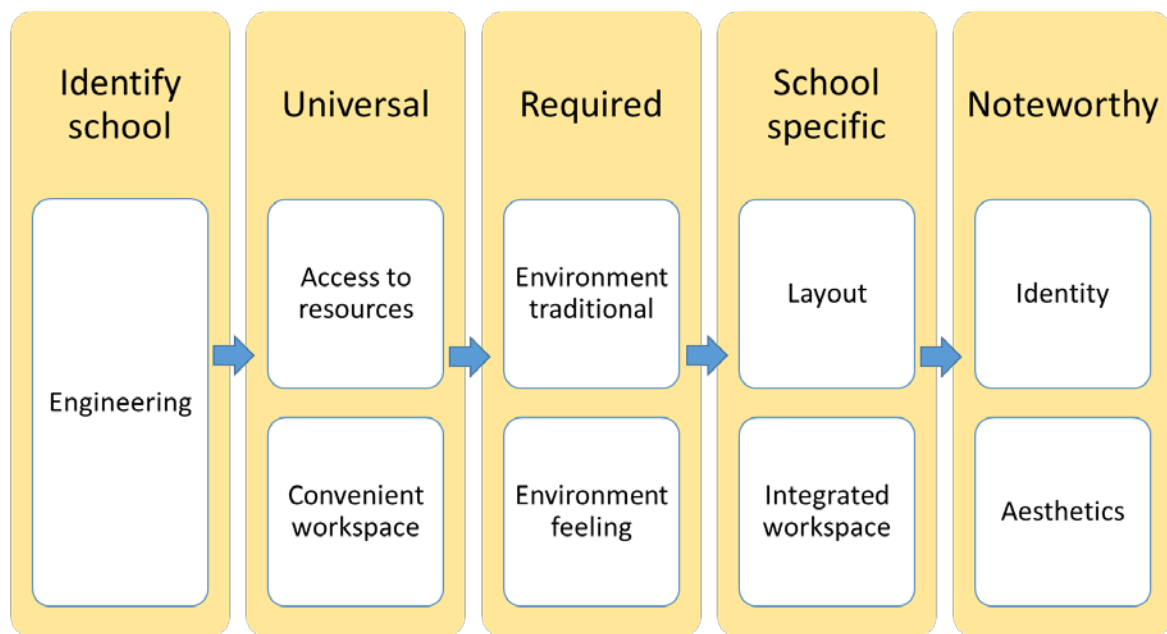 Identify
school
Engineering
Universal
Access to
resources
Convenient
workspace
Required
Environment
traditional
Environment
feeling
School
specific
Layout
Integrated
workspace
Noteworthy
Identity
Aesthetics